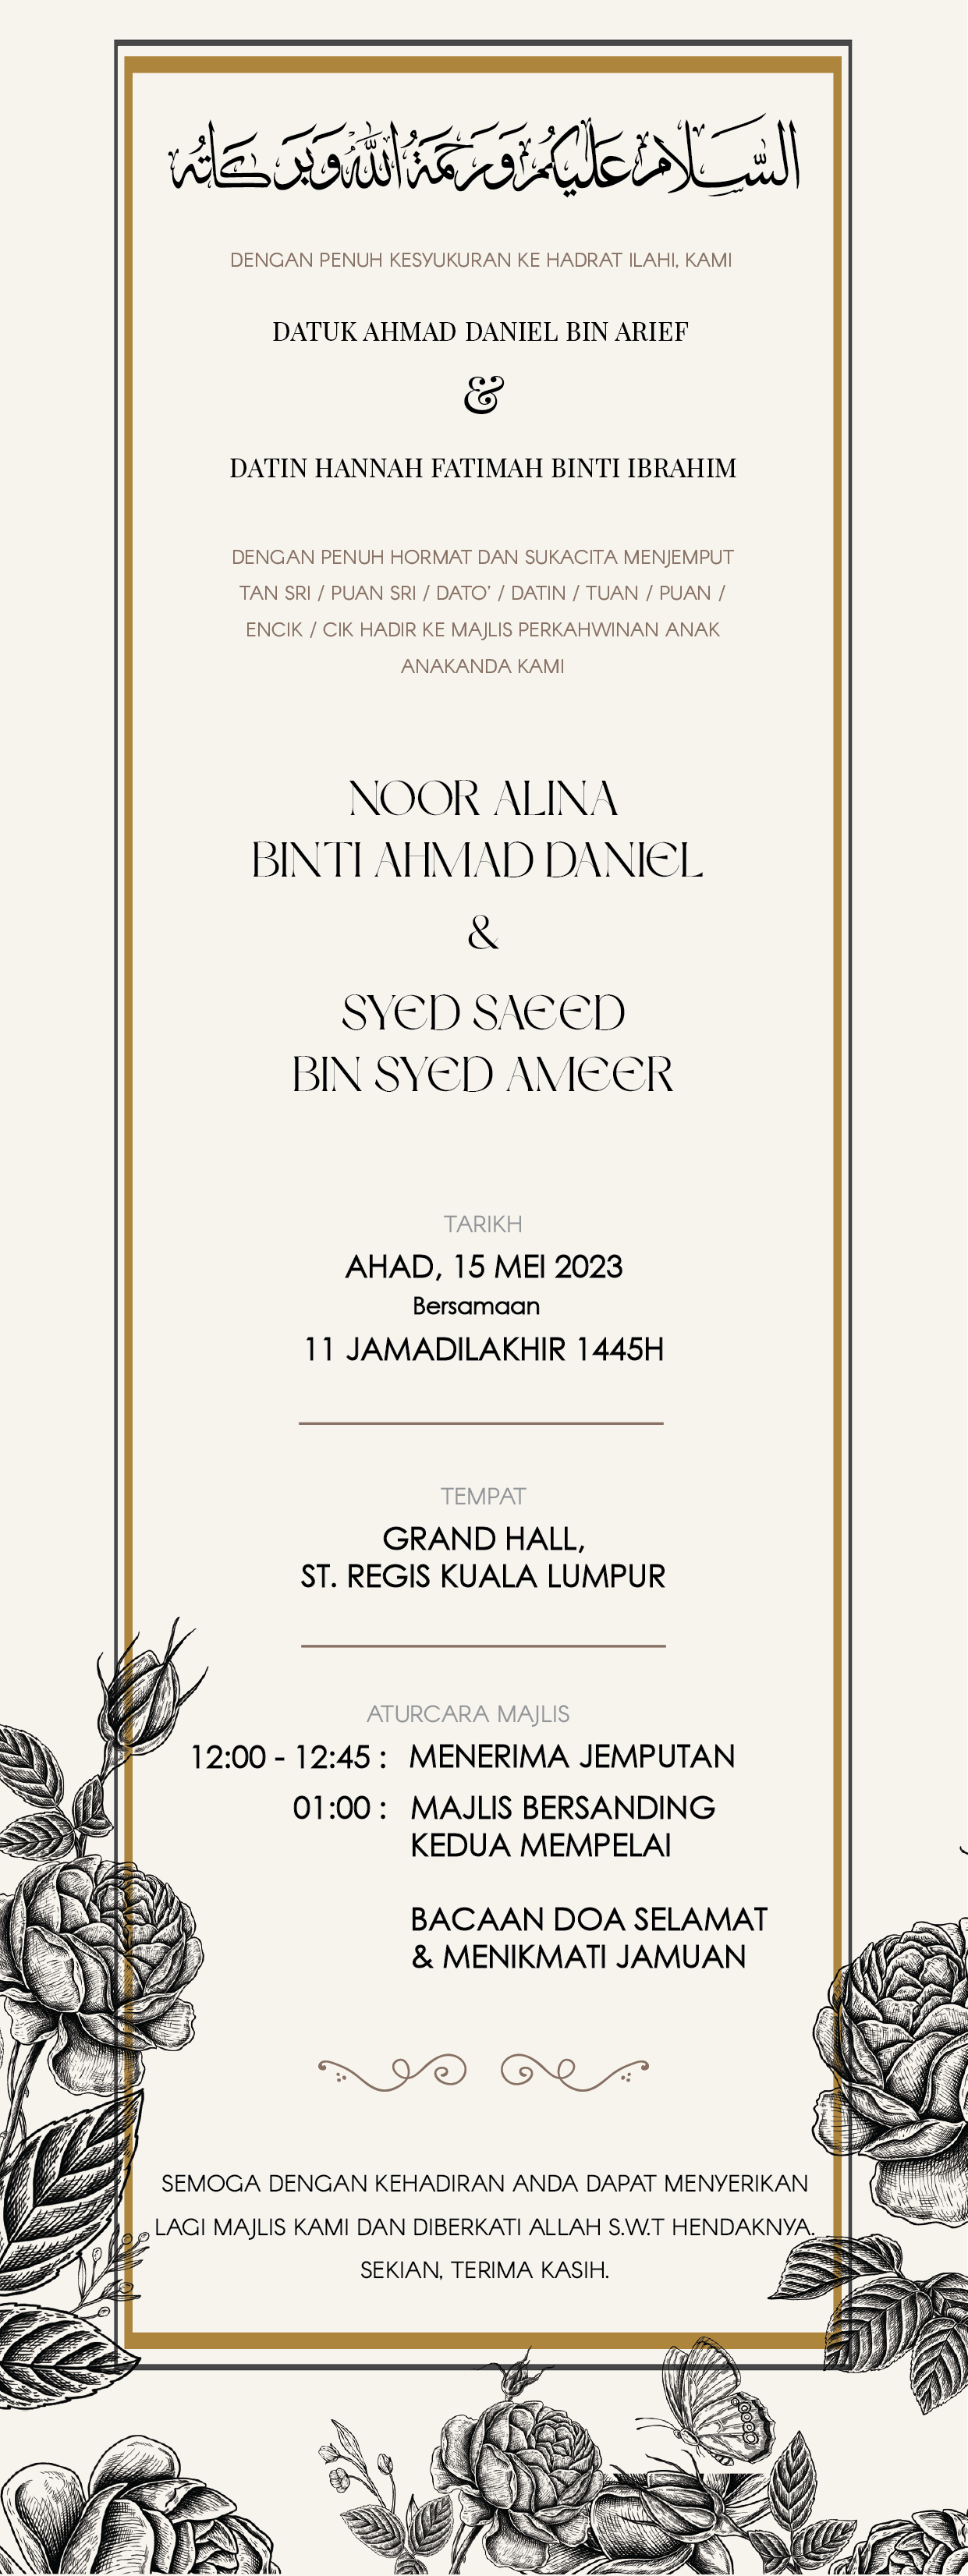 السَّلَامُ عَلَيْكُمْ وَرَحْمَةُ اللهِ وَبَرَكَاتُهُ
DENGAN PENUH KESYUKURAN KE HADRAT ILAHI, KAMI
DATUK AHMAD DANIEL BIN ARIEF
&
DATIN HANNAH FATIMAH BINTI IBRAHIM
DENGAN PENUH HORMAT DAN SUKACITA MENJEMPUT
TAN SRI / PUAN SRI / DATO' / DATIN / TUAN / PUAN /
ENCIK / CIK HADIR KE MAJLIS PERKAHWINAN ANAK
ANAKANDA KAMI
NOOR ALINA
BINTI AHMAD DANIEL
&
SYED SAEED
BIN SYED AMEER
TARIKH
AHAD, 15 MEI 2023
Bersamaan
11 JAMADILAKHIR 1445H
TEMPAT
GRAND HALL,
ST. REGIS KUALA LUMPUR
ATURCARA MAJLIS
12:00 - 12:45 : MENERIMA JEMPUTAN
01:00 : MAJLIS BERSANDING
KEDUA MEMPELAI
BACAAN DOA SELAMAT
& MENIKMATI JAMUAN
SEMOGA DENGAN KEHADIRAN ANDA DAPAT MENYERIKAN
LAGI MAJLIS KAMI DAN DIBERKATI ALLAH S.W.T HENDAKNYA.
SEKIAN, TERIMA KASIH.